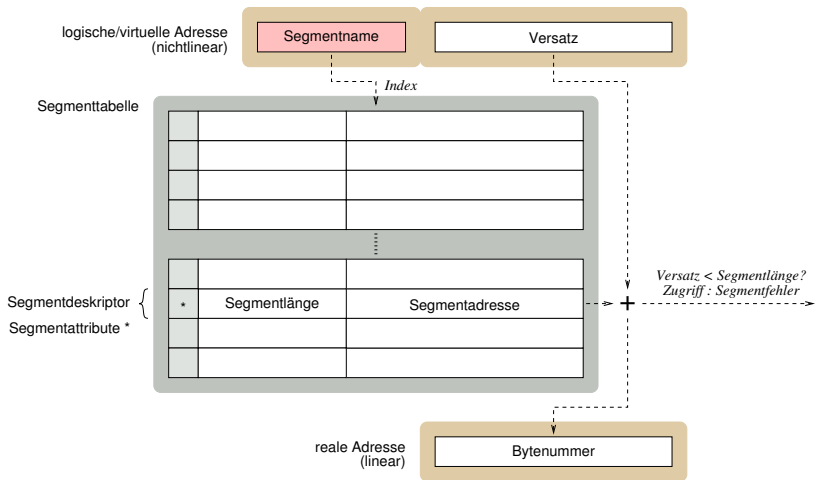 logische/virtuelle Adresse
(nichtlinear)
Segmentname
Versatz
Index
Segmenttabelle
Segmentdeskriptor
* Segmentlänge Segmentadresse
+
Versatz < Segmentlänge?
Zugriff : Segmentfehler
Segmentattribute *
reale Adresse
(linear)
Bytenummer